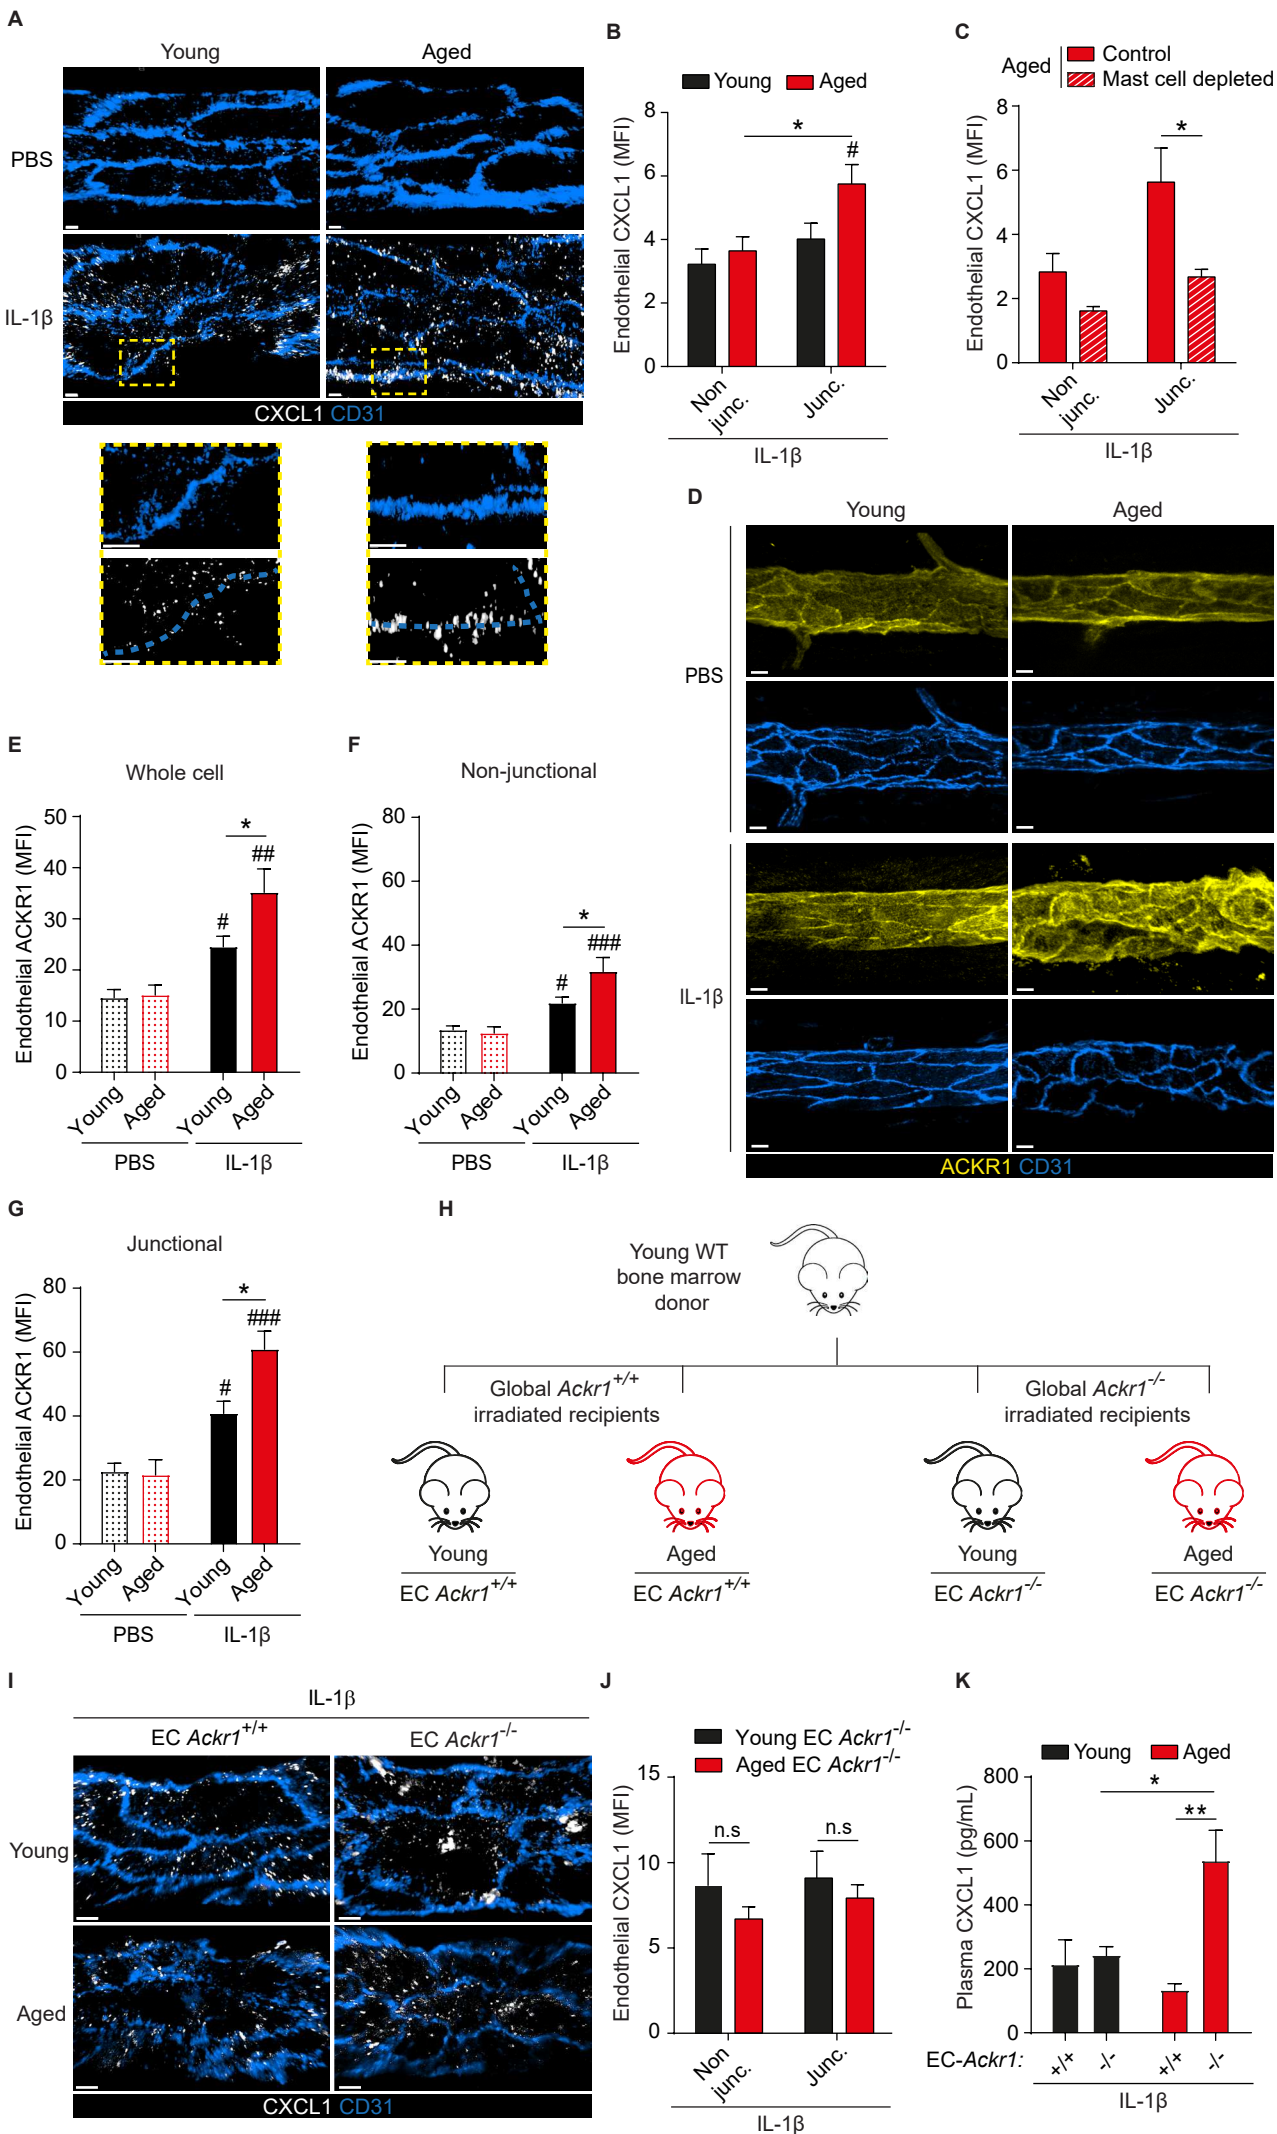 A
Young
Aged
PBS
IL-1β
CXCL1 CD31
B
Young
Aged
Endothelial CXCL1 (MFI)
8
6
4
2
0
*
#
Non junc.
Junc.
IL-1β
C
Aged
Control
Mast cell depleted
Endothelial CXCL1 (MFI)
8
6
4
2
0
*
Non junc.
Junc.
IL-1β
D
Young
Aged
PBS
IL-1β
ACKR1 CD31
E
Whole cell
Endothelial ACKR1 (MFI)
50
40
30
20
10
0
*
#
##
Young
Aged
Young
Aged
PBS
IL-1β
F
Non-junctional
Endothelial ACKR1 (MFI)
80
60
40
20
0
*
#
###
Young
Aged
Young
Aged
PBS
IL-1β
G
Junctional
Endothelial ACKR1 (MFI)
80
60
40
20
0
*
#
###
Young
Aged
Young
Aged
PBS
IL-1β
H
Young WT
bone marrow
donor
Global Ackr1+/+
irradiated recipients
Global Ackr1-/-
irradiated recipients
Young
EC Ackr1+/+
Aged
EC Ackr1+/+
Young
EC Ackr1-/-
Aged
EC Ackr1-/-
I
IL-1β
EC Ackr1+/+
EC Ackr1-/-
Young
Aged
CXCL1 CD31
J
Young EC Ackr1-/-
Aged EC Ackr1-/-
Endothelial CXCL1 (MFI)
15
10
5
0
n.s
n.s
Non junc.
Junc.
IL-1β
K
Young
Aged
Plasma CXCL1 (pg/mL)
800
600
400
200
0
*
**
EC-Ackr1:
+/+
-/-
+/+
-/-
IL-1β